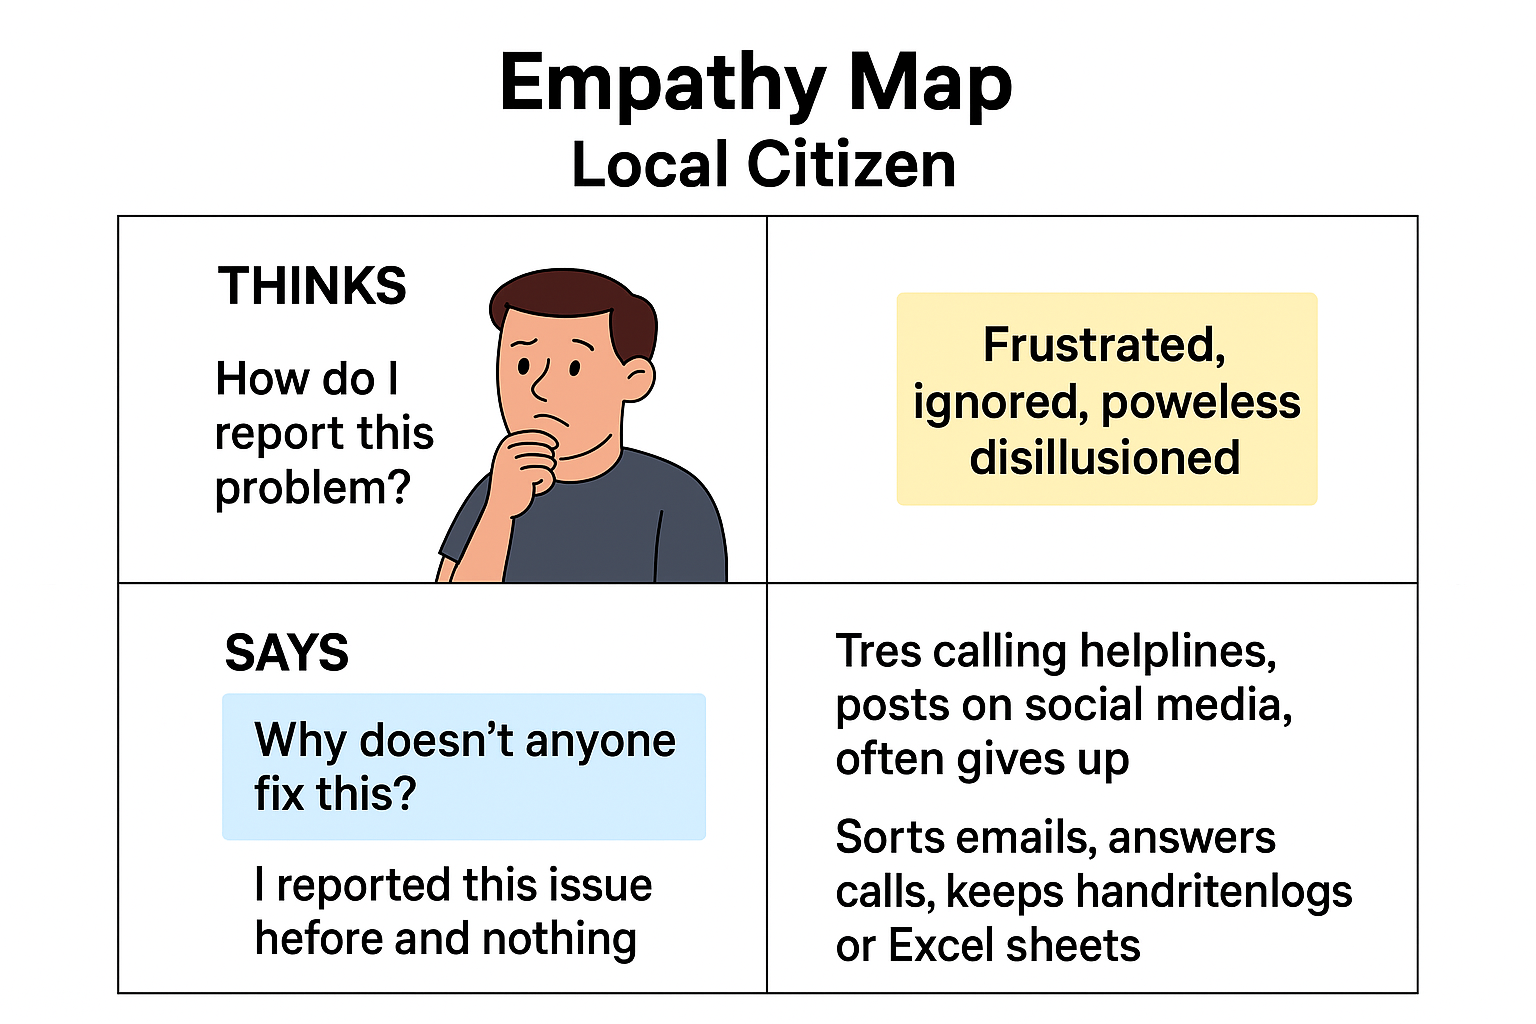 Empathy Map
Local Citizen
THINKS
How do I
report this
problem?
Frustrated,
ignored, poweless
disillusioned
SAYS
Why doesn’t anyone
fix this?
I reported this issue
hefore and nothing
Tres calling helplines,
posts on social media,
often gives up
Sorts emails, answers
calls, keeps handritenlogs
or Excel sheets